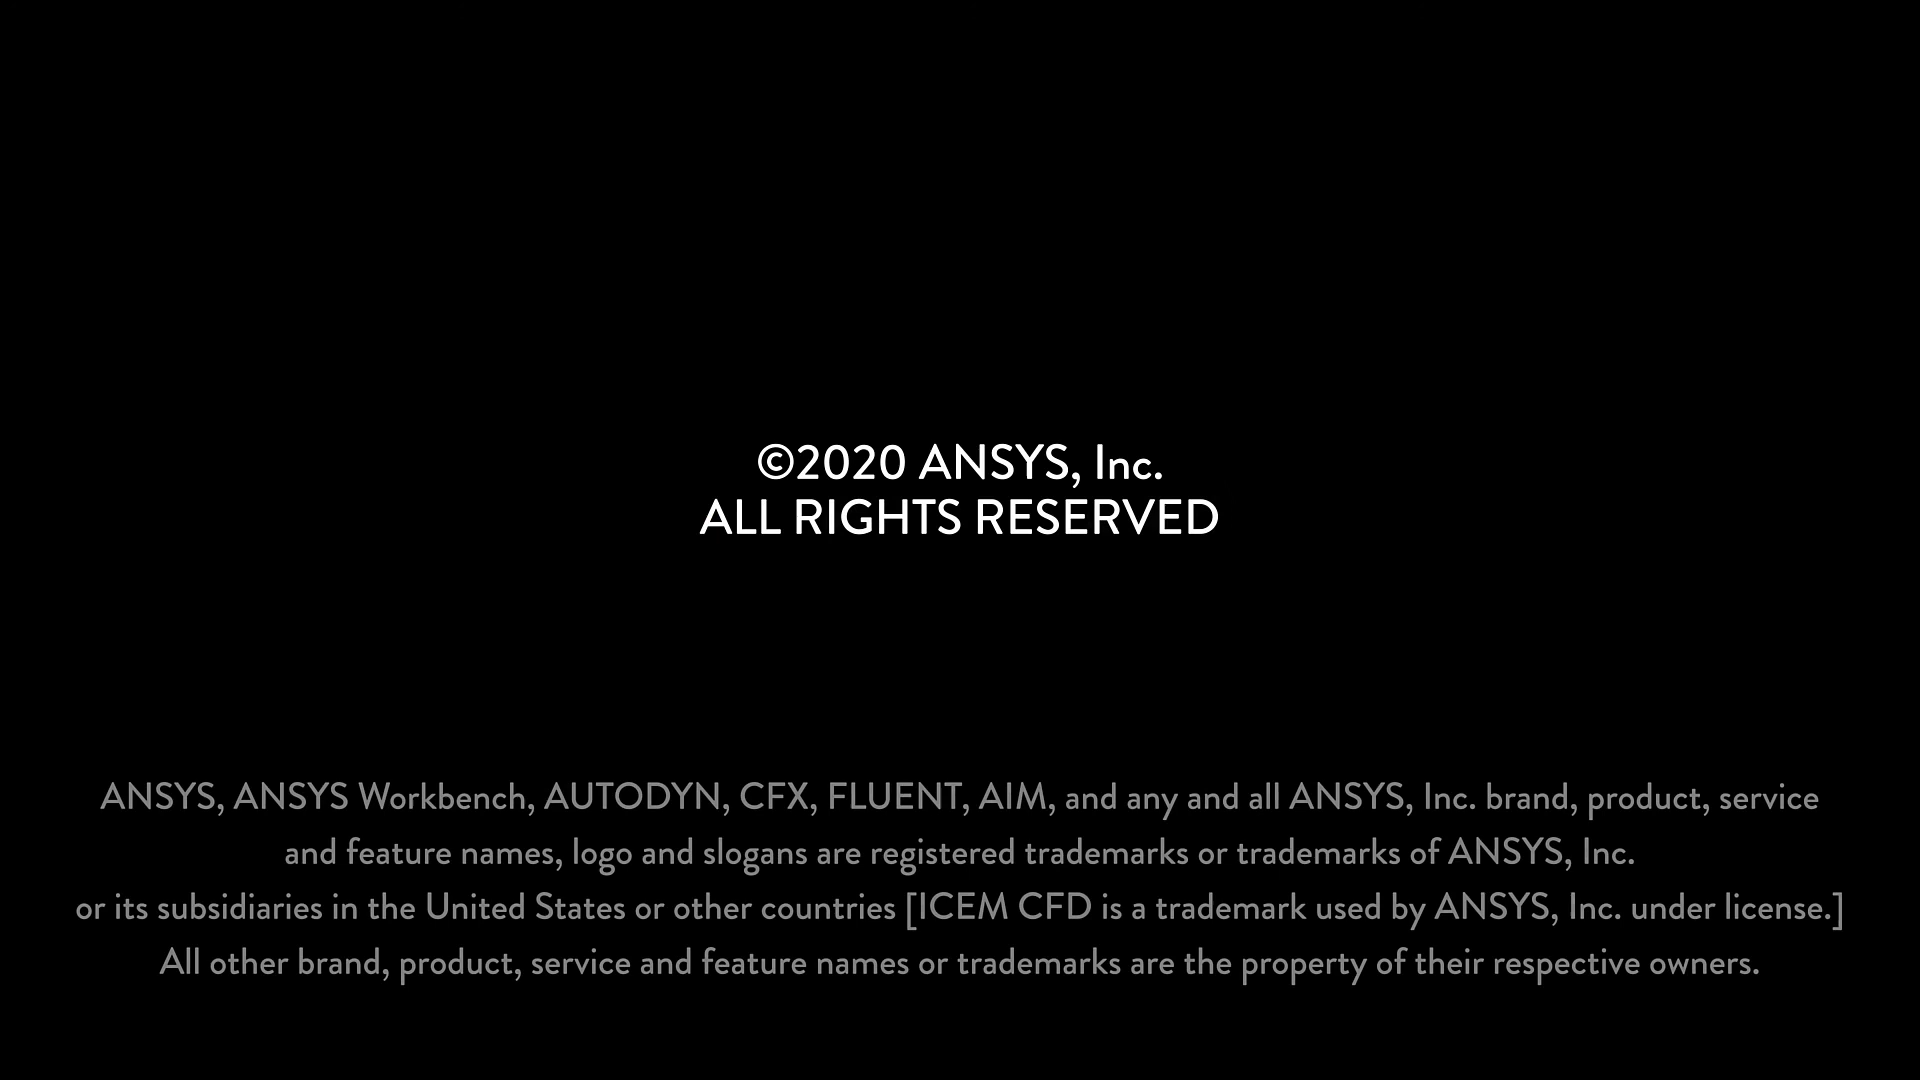 ©2020 ANSYS, Inc.
ALL RIGHTS RESERVED
ANSYS, ANSYS Workbench, AUTODYN, CFX, FLUENT, AIM, and any and all ANSYS, Inc. brand, product, service
and feature names, logo and slogans are registered trademarks or trademarks of ANSYS, Inc.
or its subsidiaries in the United States or other countries [ICEM CFD is a trademark used by ANSYS, Inc. under license.]
All other brand, product, service and feature names or trademarks are the property of their respective owners.